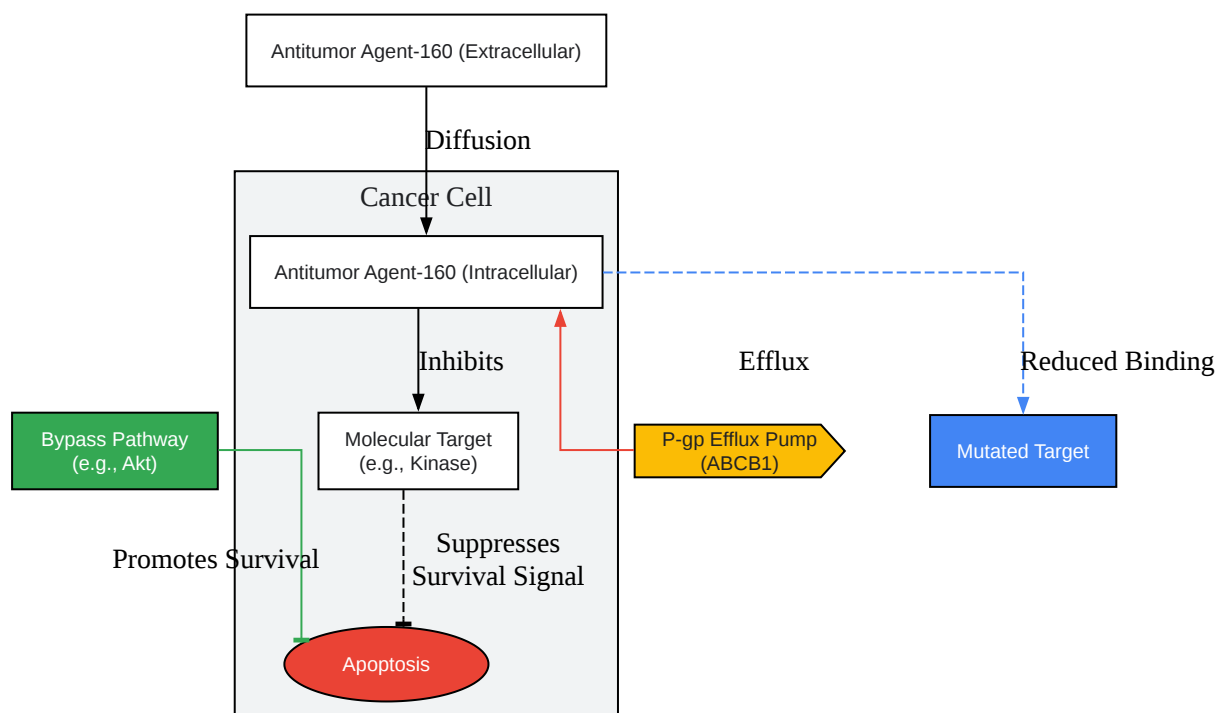 Antitumor Agent-160 (Extracellular)
Diffusion
Cancer Cell
Antitumor Agent-160 (Intracellular)
Inhibits
Efflux
Reduced Binding
Bypass Pathway
(e.g., Akt)
Molecular Target
(e.g., Kinase)
P-gp Efflux Pump
(ABCB1)
Mutated Target
Promotes Survival
Suppresses
Survival Signal
Apoptosis